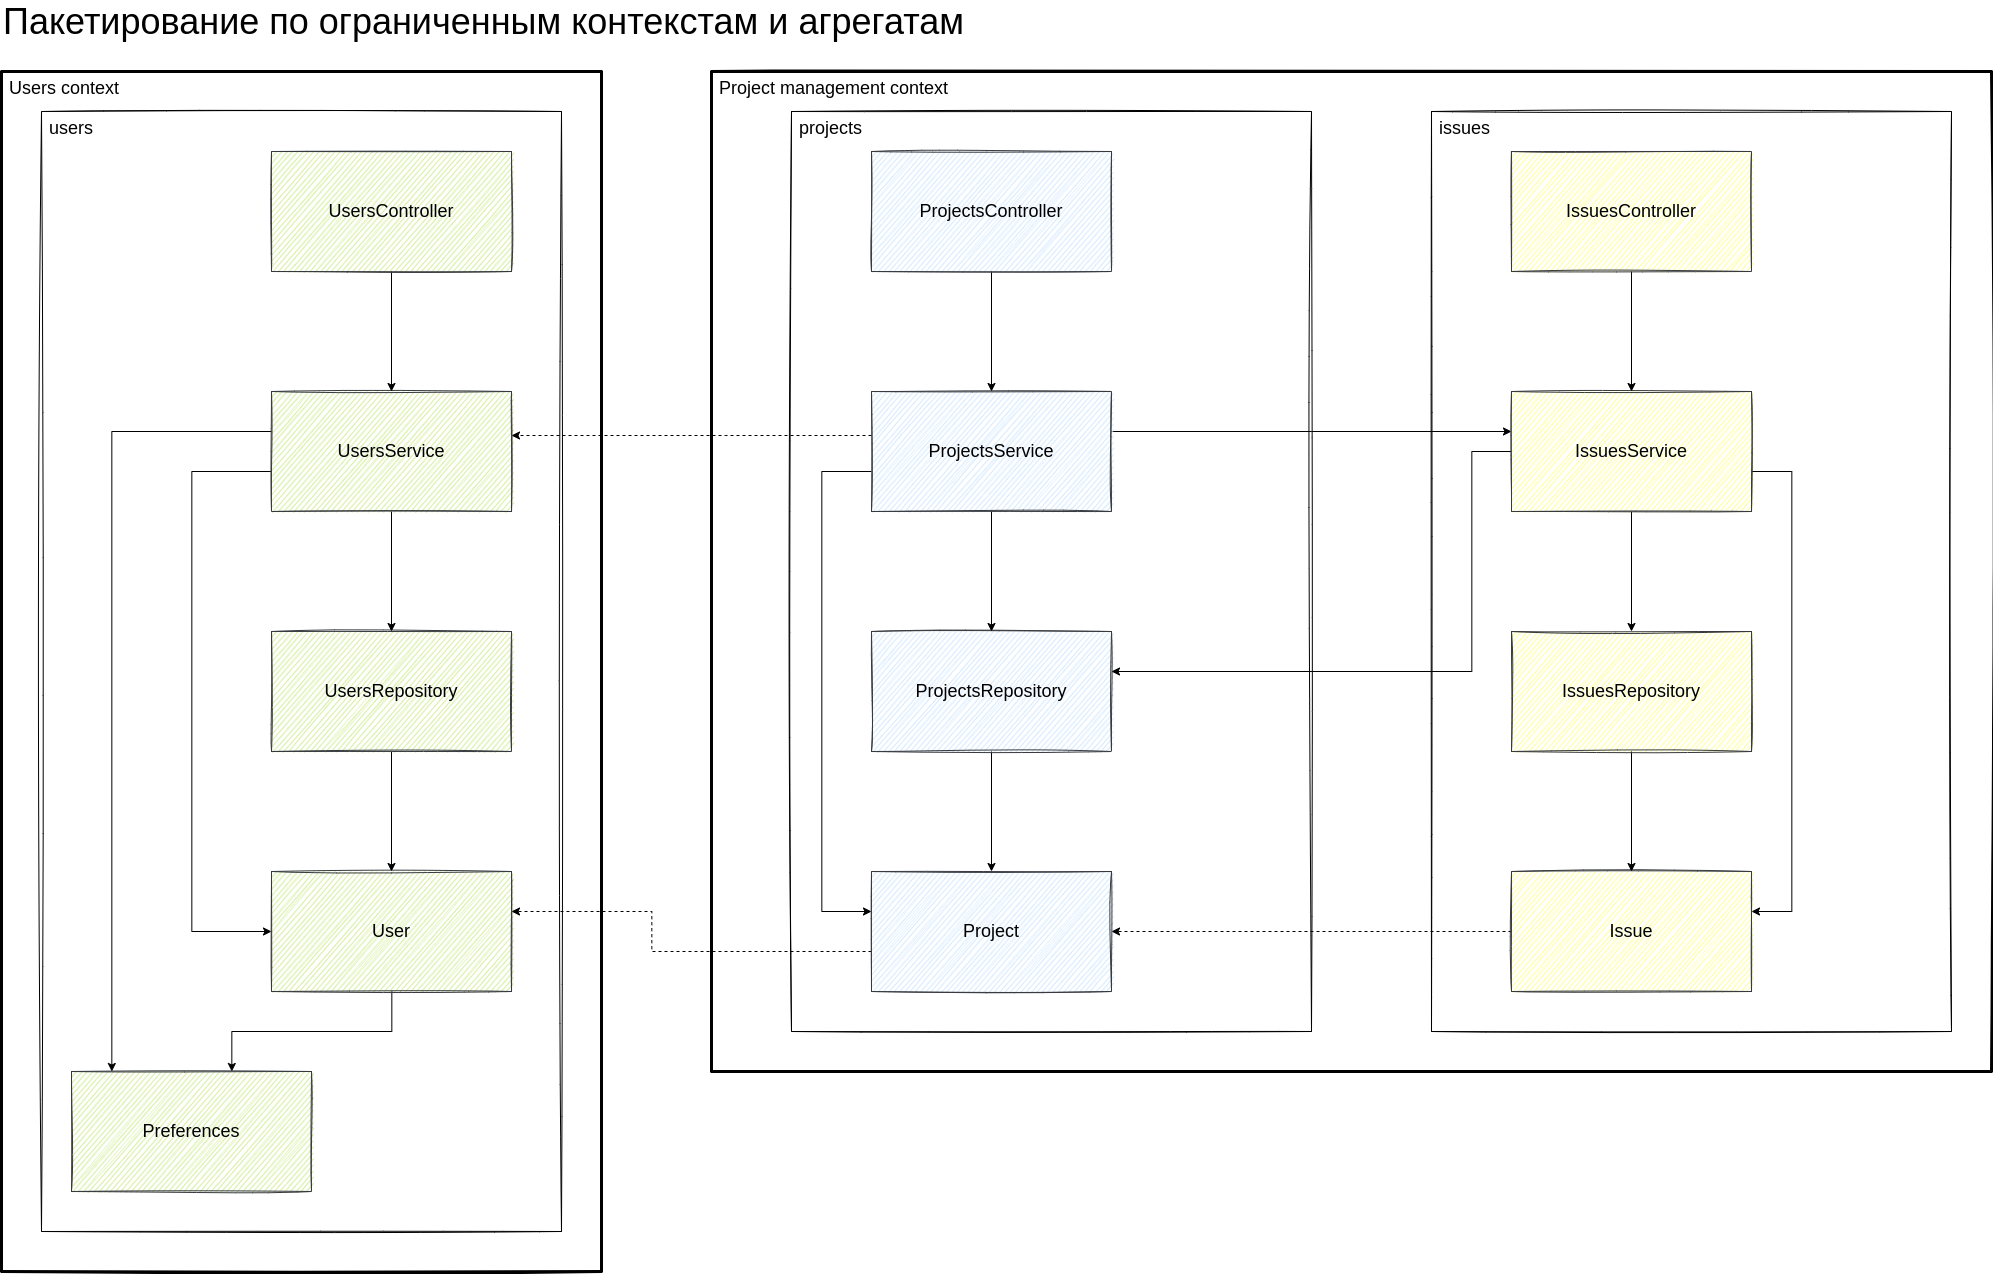 Пакетирование по ограниченным контекстам и агрегатам
Users context
users
UsersController
UsersService
UsersRepository
User
Preferences
Project management context
projects
ProjectsController
ProjectsService
ProjectsRepository
Project
issues
IssuesController
IssuesService
IssuesRepository
Issue